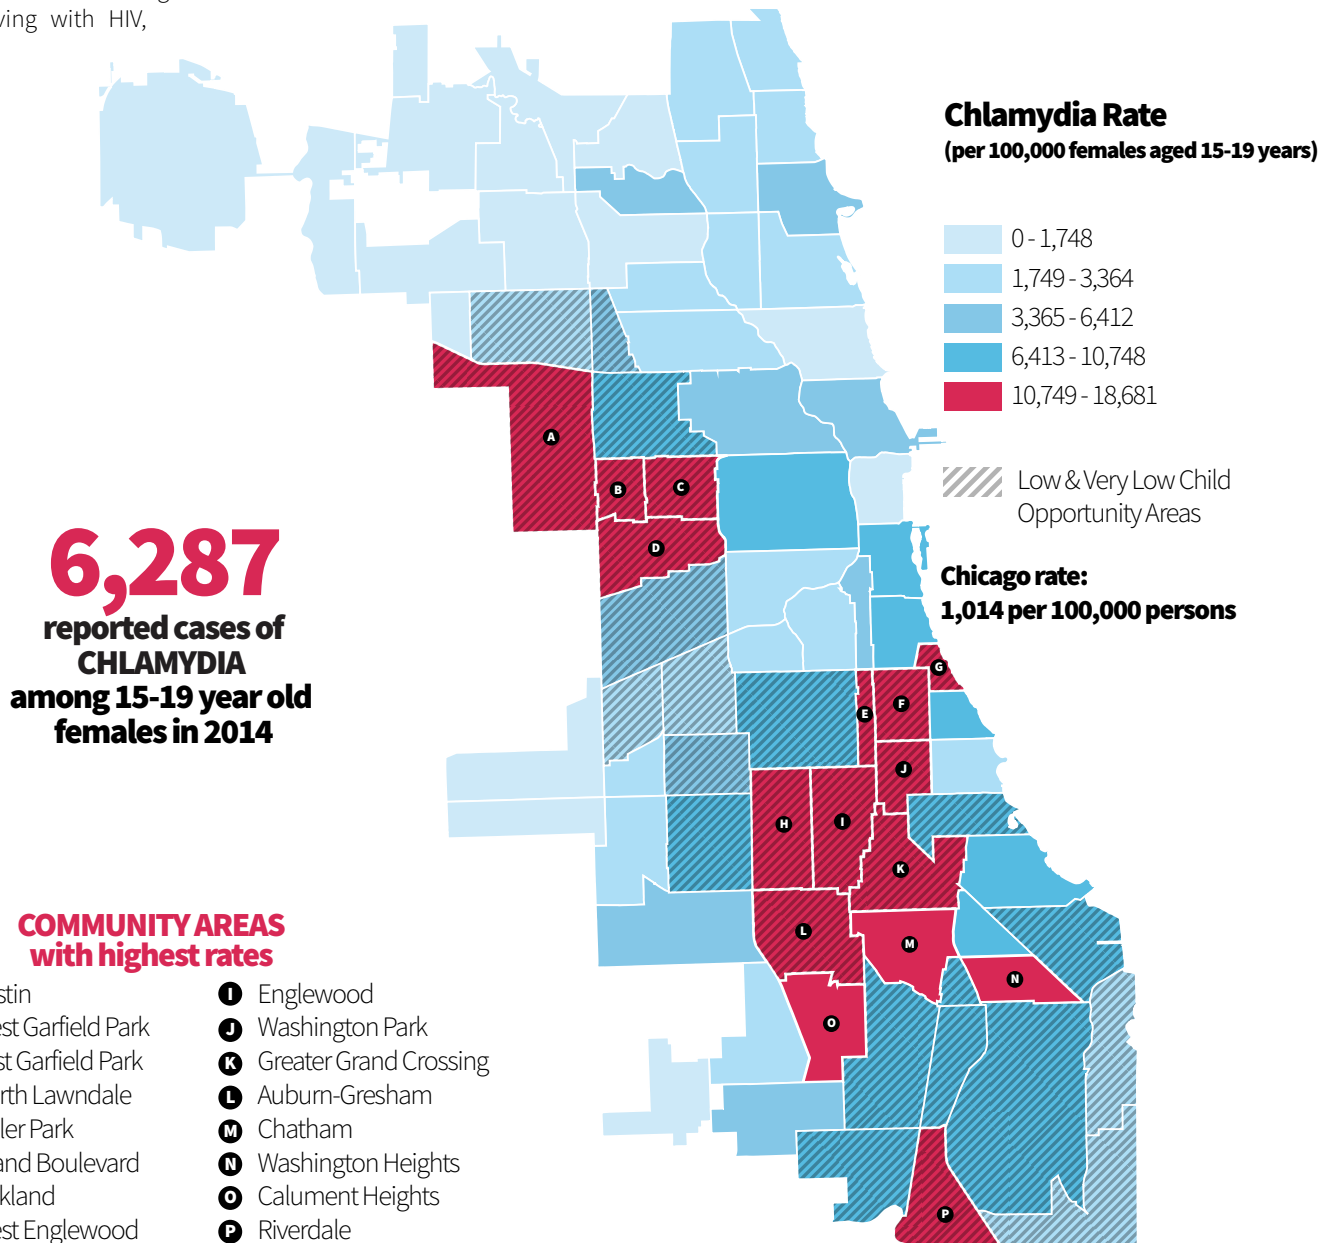 ving with HIV,
Chlamydia Rate
(per 100,000 females aged 15-19 years)
0 - 1,748
1,749 - 3,364
3,365 - 6,412
6,413 - 10,748
10,749 - 18,681
Low & Very Low Child
Opportunity Areas
Chicago rate:
1,014 per 100,000 persons
6,287
reported cases of
CHLAMYDIA
among 15-19 year old
females in 2014
A
B
C
D
E
F
G
H
I
J
K
L
M
N
O
P
COMMUNITY AREAS
with highest rates
stin
est Garfield Park
st Garfield Park
rth Lawndale
ler Park
and Boulevard
kland
est Englewood
I Englewood
J Washington Park
K Greater Grand Crossing
L Auburn-Gresham
M Chatham
N Washington Heights
O Calument Heights
P Riverdale